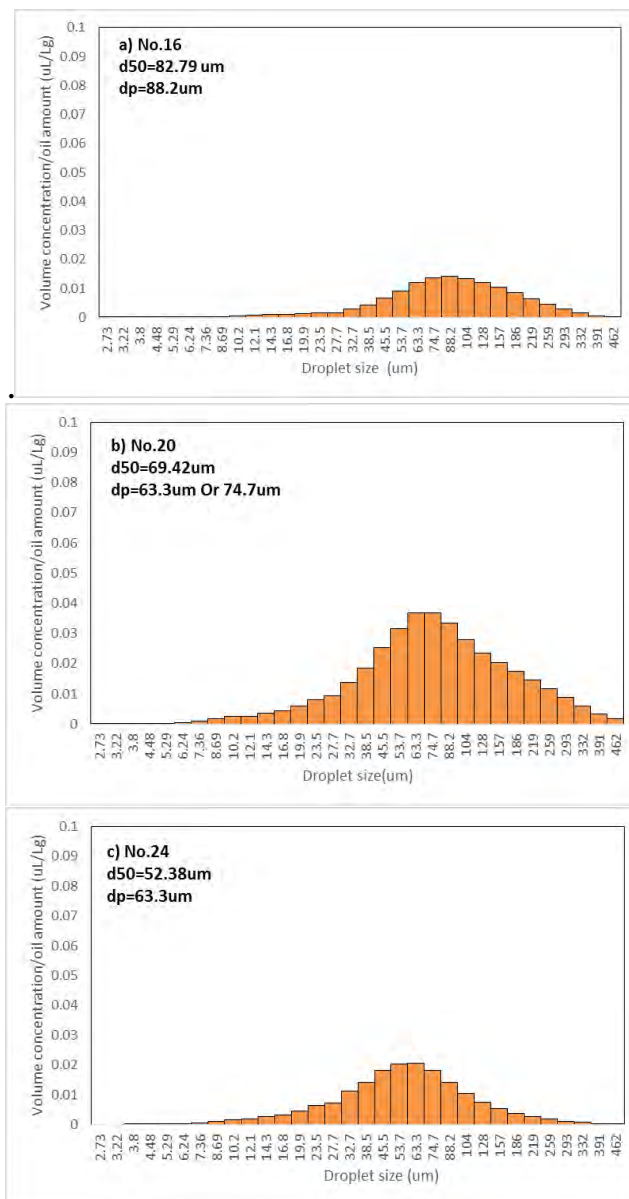 a) No.16
d50=82.79 um
dp=88.2um
Volume concentration/oil amount (uL/Lg)
0.1
0.09
0.08
0.07
0.06
0.05
0.04
0.03
0.02
0.01
0
2.73 3.22 3.8 4.48 5.29 6.24 7.36 8.69 10.2 12.1 14.3 16.8 19.9 23.5 27.7 32.7 38.5 45.5 53.7 63.3 74.7 88.2 104 128 157 186 219 259 293 332 391 462
Droplet size (um)
b) No.20
d50=69.42um
dp=63.3um Or 74.7um
Volume concentration/oil amount (uL/Lg)
0.1
0.09
0.08
0.07
0.06
0.05
0.04
0.03
0.02
0.01
0
2.73 3.22 3.8 4.48 5.29 6.24 7.36 8.69 10.2 12.1 14.3 16.8 19.9 23.5 27.7 32.7 38.5 45.5 53.7 63.3 74.7 88.2 104 128 157 186 219 259 293 332 391 462
Droplet size(um)
c) No.24
d50=52.38um
dp=63.3um
Volume concentration/oil amount (uL/Lg)
0.1
0.09
0.08
0.07
0.06
0.05
0.04
0.03
0.02
0.01
0
2.73 3.22 3.8 4.48 5.29 6.24 7.36 8.69 10.2 12.1 14.3 16.8 19.9 23.5 27.7 32.7 38.5 45.5 53.7 63.3 74.7 88.2 104 128 157 186 219 259 293 332 391 462
Droplet size (um)